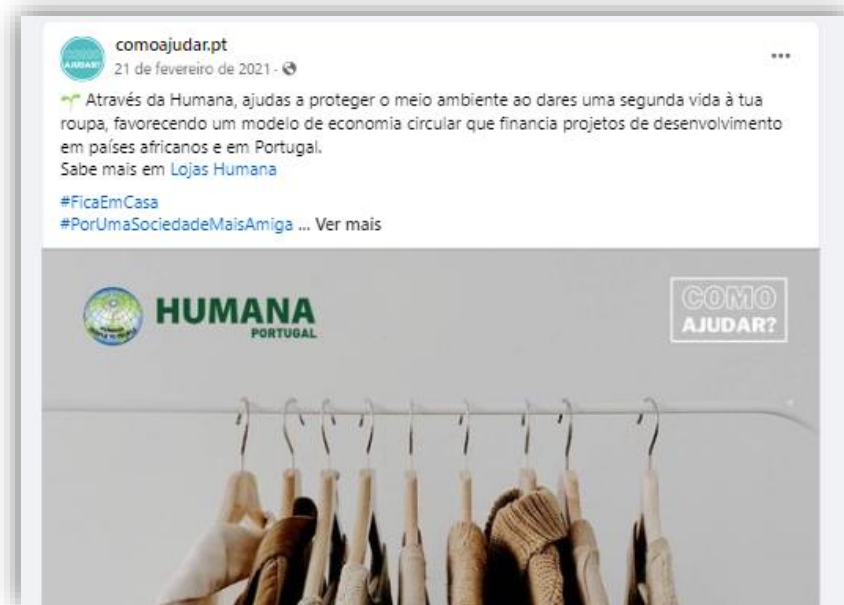 comoajudar.pt
21 de fevereiro de 2021 ·
Através da Humana, ajudas a proteger o meio ambiente ao dares uma segunda vida à tua
roupa, favorecendo um modelo de economia circular que financia projetos de desenvolvimento
em países africanos e em Portugal.
Sabe mais em Lojas Humana
#FicaEmCasa
#PorUmaSociedadeMaisAmiga ... Ver mais
HUMANA
PORTUGAL
COMO
AJUDAR?
COMO
AJUDAR?